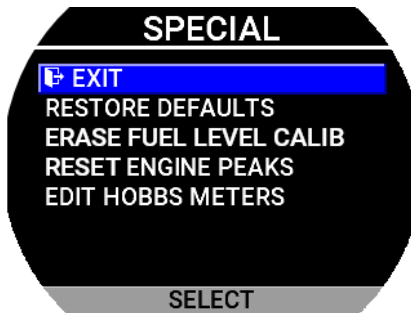 SPECIAL
EXIT
RESTORE DEFAULTS
ERASE FUEL LEVEL CALIB
RESET ENGINE PEAKS
EDIT HOBBS METERS
SELECT